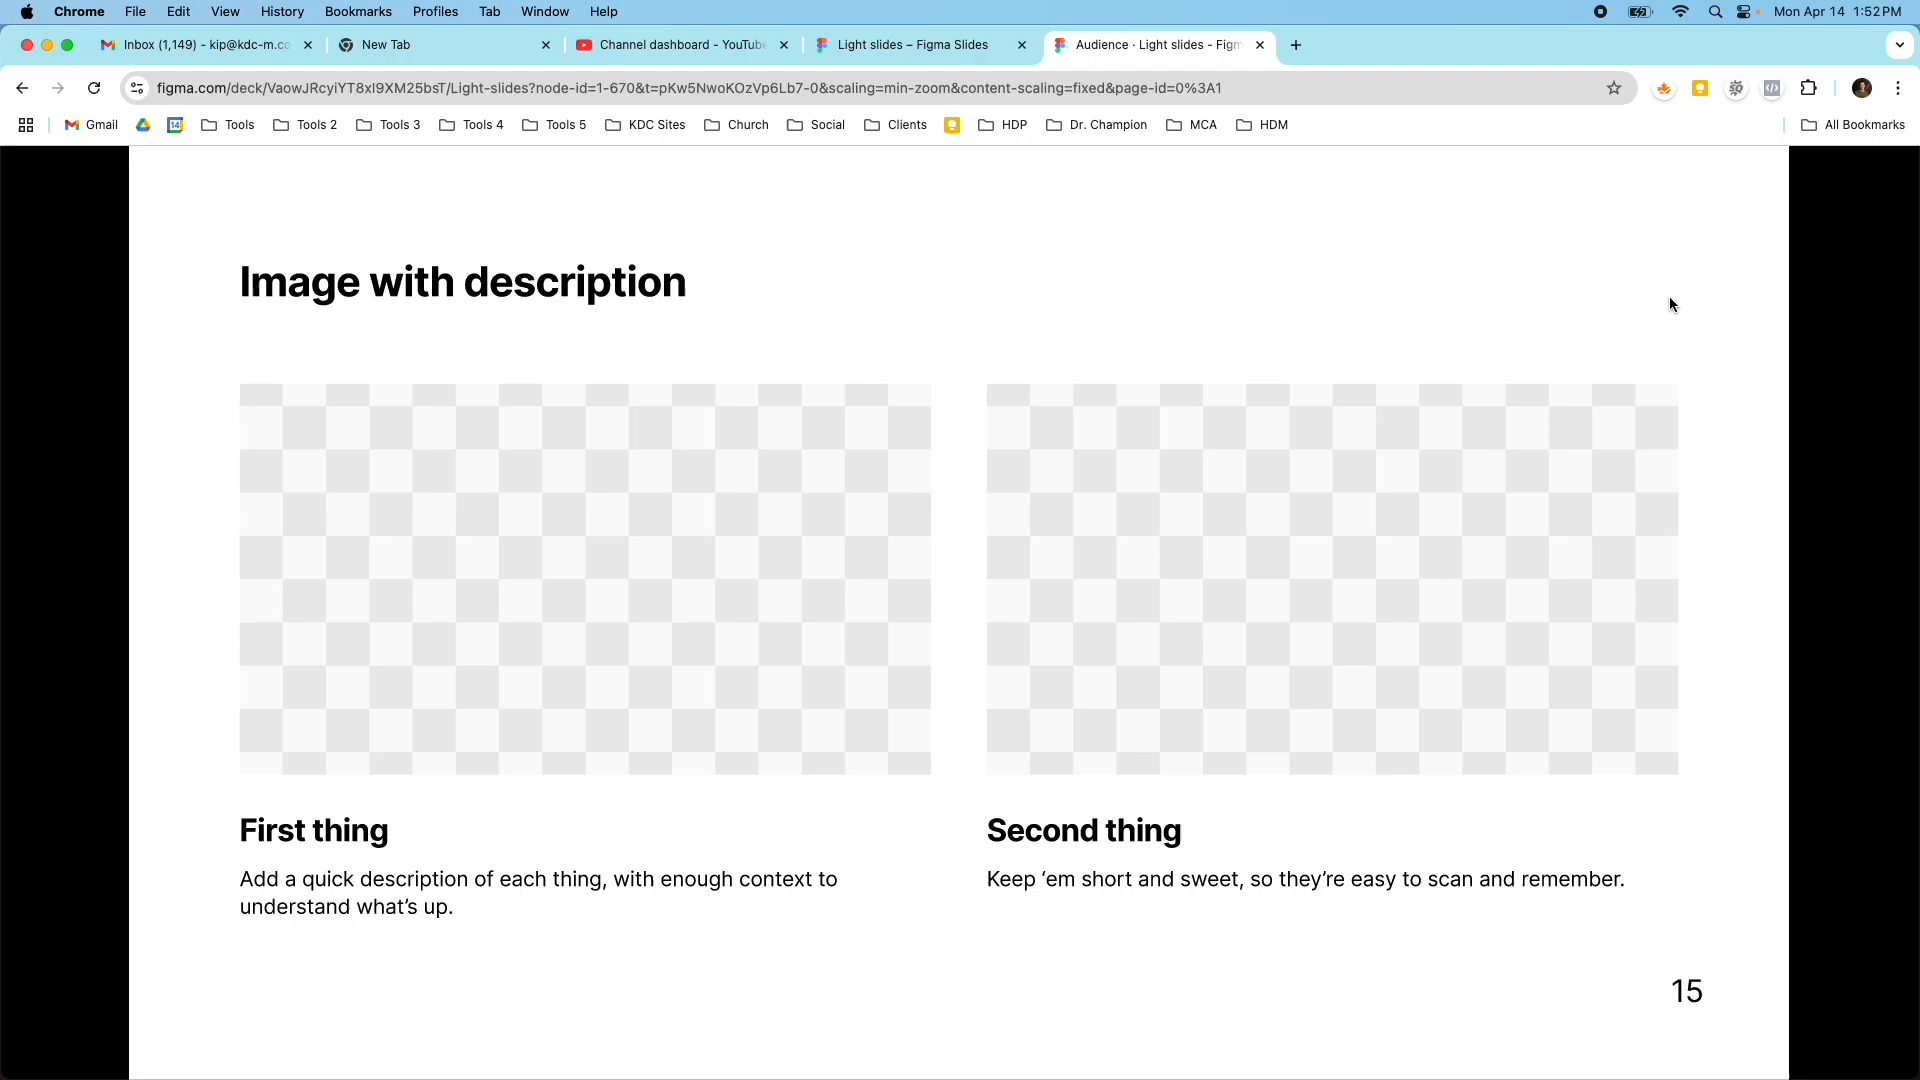 Chrome File Edit View History Bookmarks Profiles Tab Window Help Mon Apr 14 1:52 PM
Inbox (1,149) - kip@kdc-m.co New Tab Channel dashboard - YouTube Light slides – Figma Slides Audience · Light slides - Figm
figma.com/deck/VaowJRcyiYT8xI9XM25bsT/Light-slides?node-id=1-670&t=pKw5NwoKOzVp6Lb7-0&scaling=min-zoom&content-scaling=fixed&page-id=0%3A1
Gmail 14 Tools Tools 2 Tools 3 Tools 4 Tools 5 KDC Sites Church Social Clients HDP Dr. Champion MCA HDM All Bookmarks
Image with description
First thing
Add a quick description of each thing, with enough context to
understand what’s up.
Second thing
Keep ‘em short and sweet, so they’re easy to scan and remember.
15